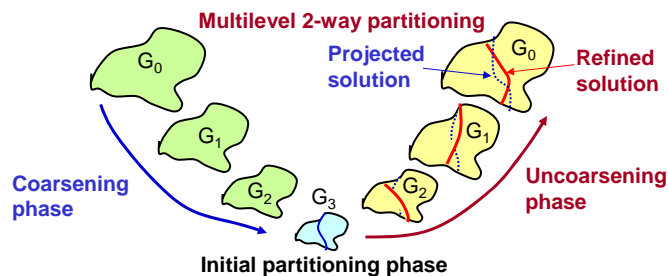 Multilevel 2-way partitioning
G0
Projected
solution
G0
Refined
solution
G1
G1
Coarsening
phase
G2
G3
G2
Uncoarsening
phase
Initial partitioning phase